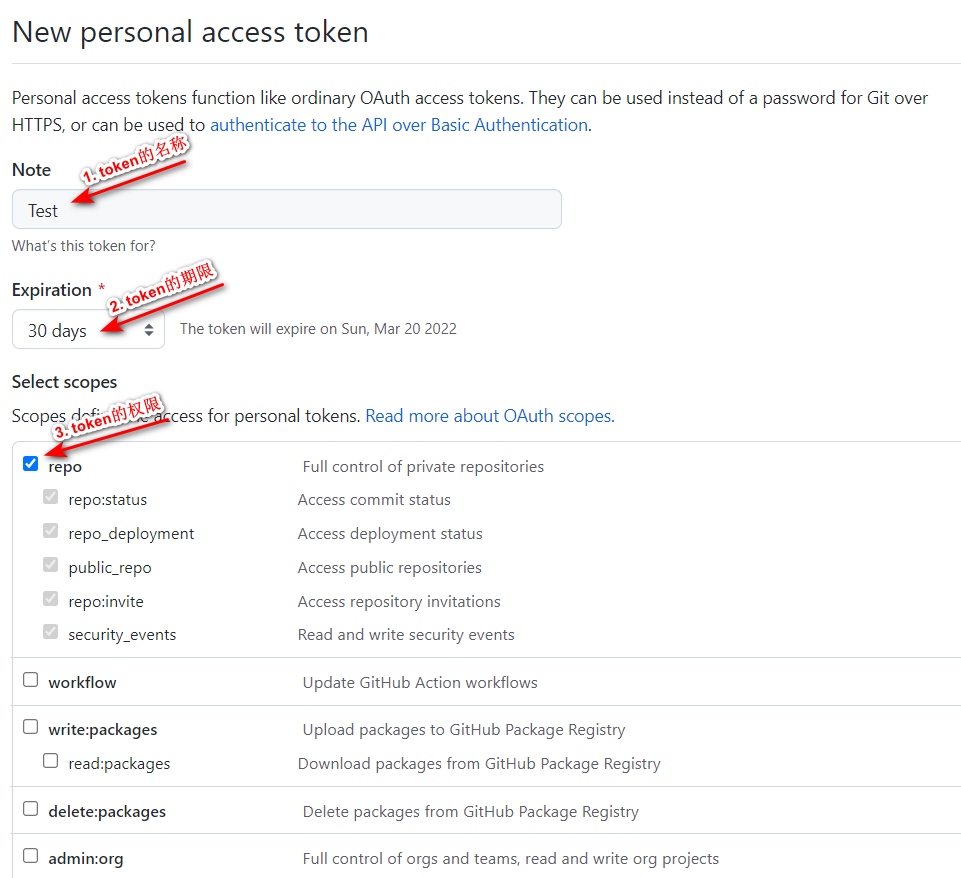 New personal access token
Personal access tokens function like ordinary OAuth access tokens. They can be used instead of a password for Git over
HTTPS, or can be used to authenticate to the API over Basic Authentication.
1. token的名称
Note
Test
What's this token for?
2. token的期限
Expiration *
30 days
The token will expire on Sun, Mar 20 2022
Select scopes
3. token的权限
Scopes access for personal tokens. Read more about OAuth scopes.
repo Full control of private repositories
repo:status Access commit status
repo_deployment Access deployment status
public_repo Access public repositories
repo:invite Access repository invitations
security_events Read and write security events
workflow Update GitHub Action workflows
write:packages Upload packages to GitHub Package Registry
read:packages Download packages from GitHub Package Registry
delete:packages Delete packages from GitHub Package Registry
admin:org Full control of orgs and teams, read and write org projects